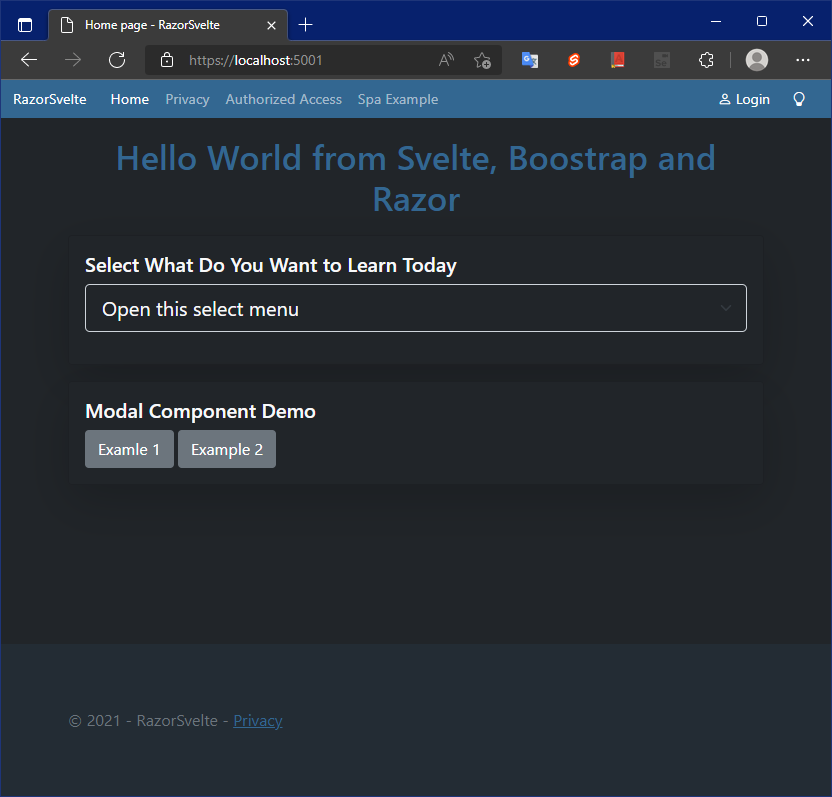 Home page - RazorSvelte
https://localhost:5001
RazorSvelte Home Privacy Authorized Access Spa Example Login
Hello World from Svelte, Boostrap and
Razor
Select What Do You Want to Learn Today
Open this select menu
Modal Component Demo
Examle 1 Example 2
© 2021 - RazorSvelte - Privacy